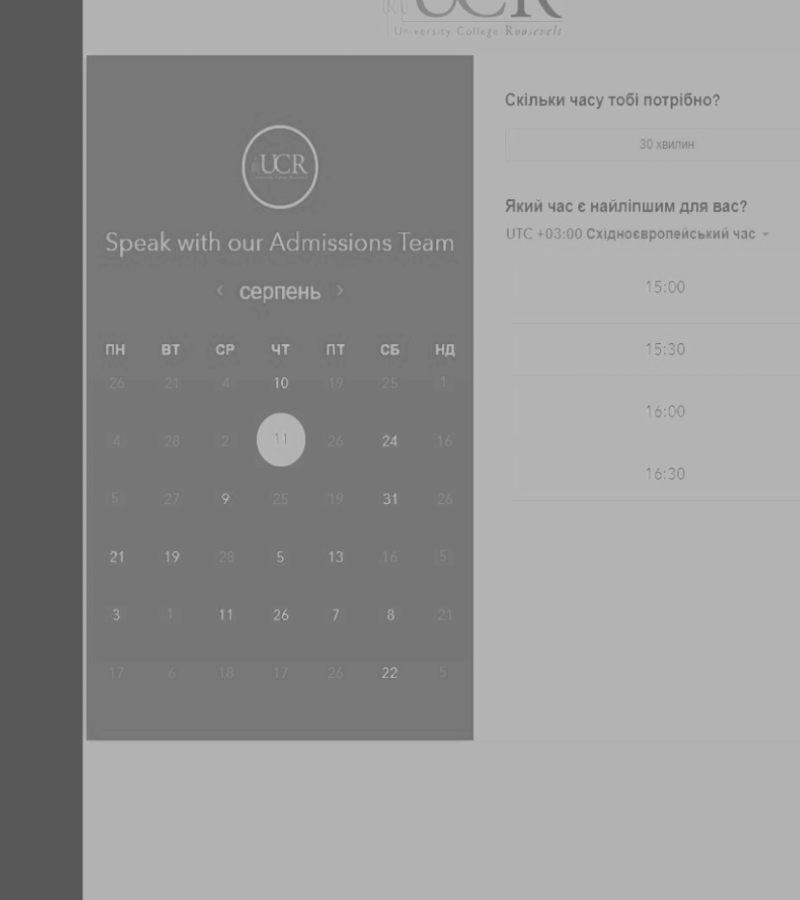 UCR
University College Roosevelt
UCR
Speak with our Admissions Team
< серпень >
ПН ВТ СР ЧТ ПТ СБ НД
26 21 4 10 19 25 1
4 28 2 11 26 24 16
5 27 9 25 19 31 26
21 19 28 5 13 16 5
3 1 11 26 7 8 21
17 6 18 17 26 22 5
Скільки часу тобі потрібно?
30 хвилин
Який час є найліпшим для вас?
UTC +03:00 Східноєвропейський час
15:00
15:30
16:00
16:30